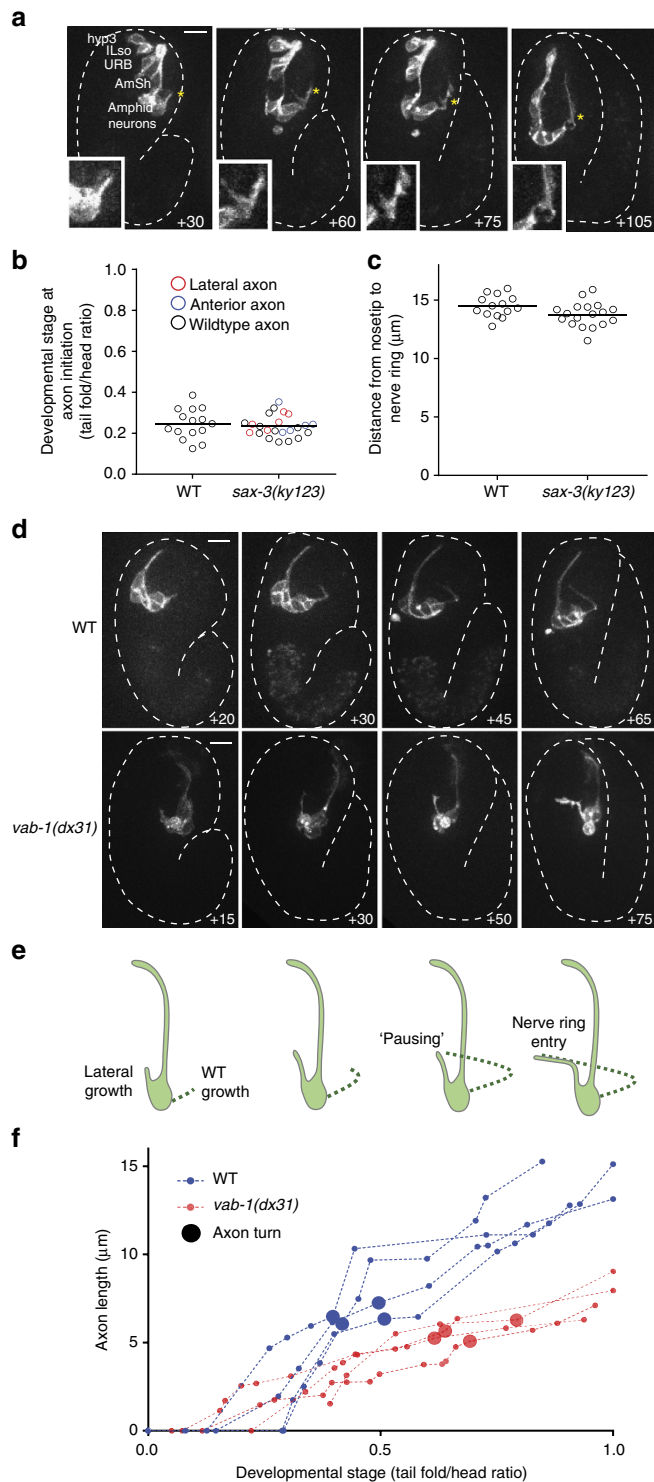 a
hyp3
ILso
URB
AmSh
Amphid
neurons
*
*
*
*
+30
+60
+75
+105
b
Developmental stage at
axon initiation
(tail fold/head ratio)
1.0
0.8
0.6
0.4
0.2
0.0
Lateral axon
Anterior axon
Wildtype axon
WT
sax-3(ky123)
c
Distance from nosetip to
nerve ring (μm)
15
10
5
0
WT
sax-3(ky123)
d
WT
+20
+30
+45
+65
vab-1(dx31)
+15
+30
+50
+75
e
Lateral
growth
WT
growth
'Pausing'
Nerve ring
entry
f
Axon length (μm)
15
10
5
0
WT
vab-1(dx31)
Axon turn
0.0
0.5
1.0
Developmental stage (tail fold/head ratio)